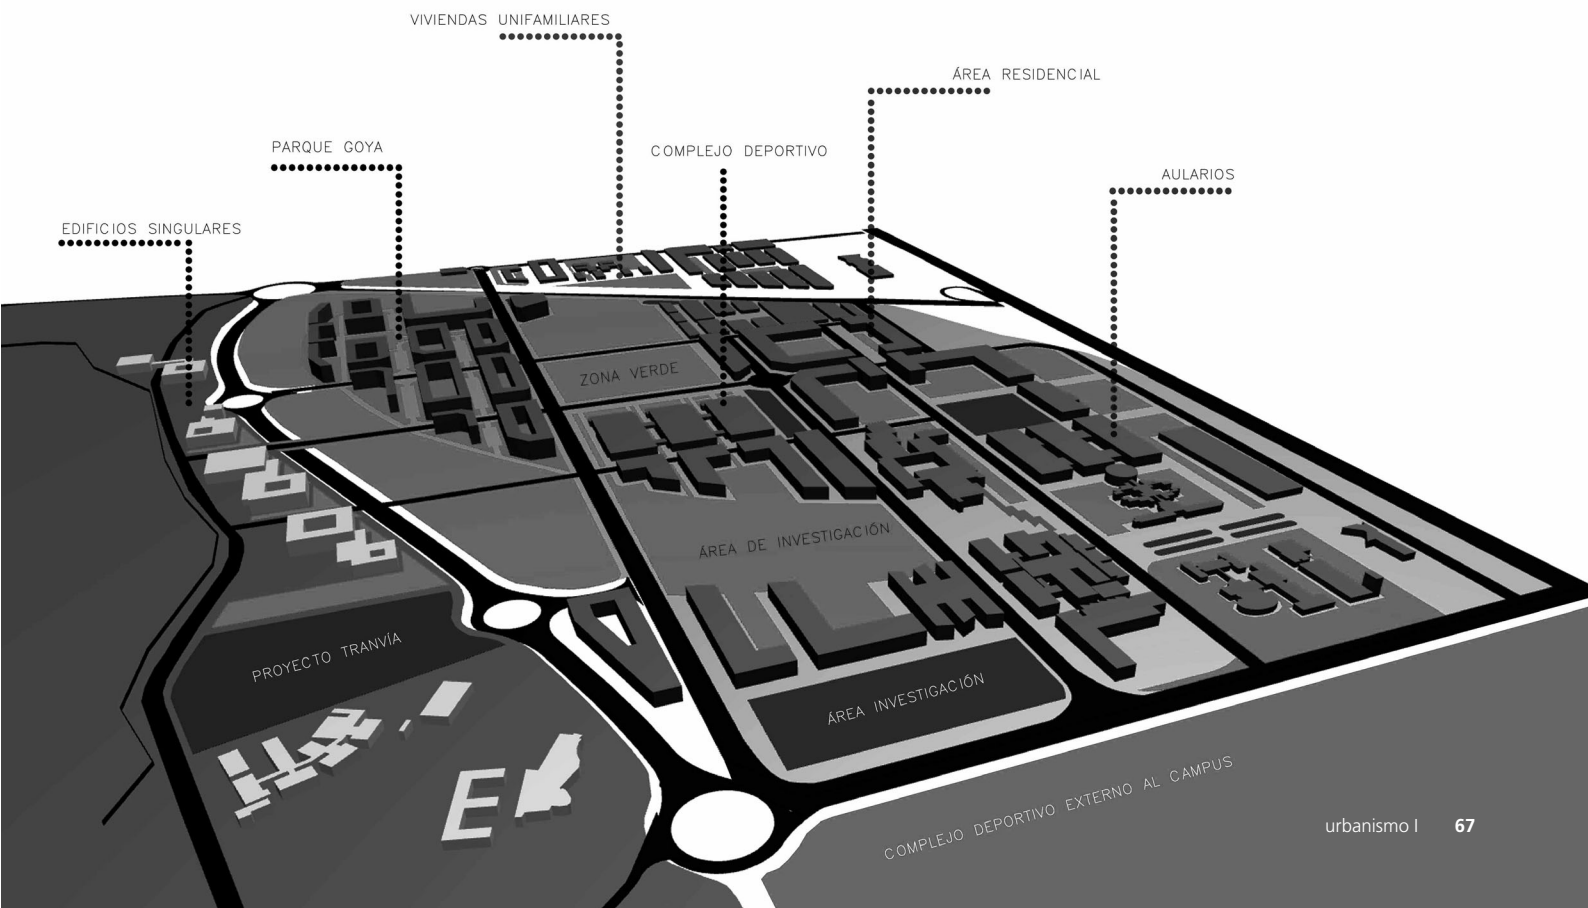 VIVIENDAS UNIFAMILIARES
ÁREA RESIDENCIAL
PARQUE GOYA
COMPLEJO DEPORTIVO
AULARIOS
EDIFICIOS SINGULARES
ZONA VERDE
ÁREA DE INVESTIGACIÓN
PROYECTO TRANVÍA
ÁREA INVESTIGACIÓN
COMPLEJO DEPORTIVO EXTERNO AL CAMPUS
urbanismo I 67